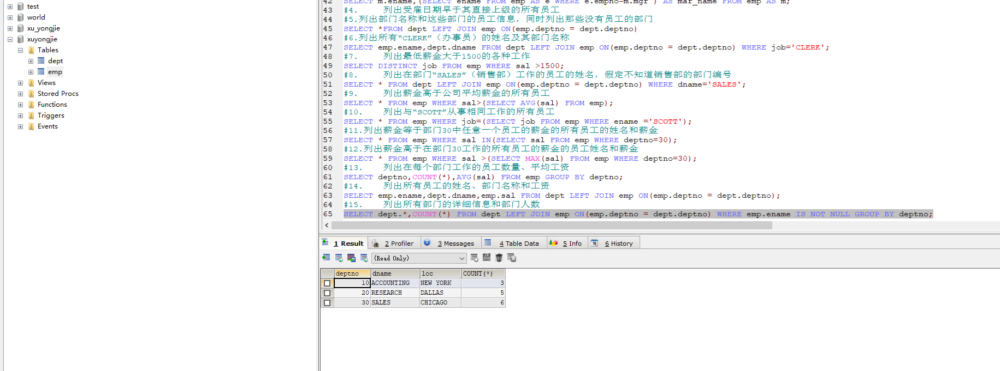 test
world
xu_yongjie
xuyongjie
Tables
dept
emp
Views
Stored Procs
Functions
Triggers
Events
42 SELECT m.ename,(SELECT ename FROM emp AS e WHERE e.empno=m.mgr ) AS mar_name FROM emp AS m;
43 #4. 列出受雇日期早于其直接上级的所有员工
44 #5.列出部门名称和这些部门的员工信息，同时列出那些没有员工的部门
45 SELECT *FROM dept LEFT JOIN emp ON(emp.deptno = dept.deptno)
46 #6.列出所有“CLERK”（办事员）的姓名及其部门名称
47 SELECT emp.ename,dept.dname FROM dept LEFT JOIN emp ON(emp.deptno = dept.deptno) WHERE job='CLERK';
48 #7. 列出最低薪金大于1500的各种工作
49 SELECT DISTINCT job FROM emp WHERE sal >1500;
50 #8. 列出在部门“SALES”（销售部）工作的员工的姓名，假定不知道销售部的部门编号
51 SELECT * FROM dept LEFT JOIN emp ON(emp.deptno = dept.deptno) WHERE dname='SALES';
52 #9. 列出薪金高于公司平均薪金的所有员工
53 SELECT * FROM emp WHERE sal>(SELECT AVG(sal) FROM emp);
54 #10. 列出与“SCOTT”从事相同工作的所有员工
55 SELECT * FROM emp WHERE job=(SELECT job FROM emp WHERE ename ='SCOTT');
56 #11.列出薪金等于部门30中任意一个员工的薪金的所有员工的姓名和薪金
57 SELECT * FROM emp WHERE sal IN(SELECT sal FROM emp WHERE deptno=30);
58 #12.列出薪金高于在部门30工作的所有员工的薪金的员工姓名和薪金
59 SELECT * FROM emp WHERE sal >(SELECT MAX(sal) FROM emp WHERE deptno=30);
60 #13. 列出在每个部门工作的员工数量、平均工资
61 SELECT deptno,COUNT(*),AVG(sal) FROM emp GROUP BY deptno;
62 #14. 列出所有员工的姓名、部门名称和工资
63 SELECT emp.ename,dept.dname,emp.sal FROM dept LEFT JOIN emp ON(emp.deptno = dept.deptno);
64 #15. 列出所有部门的详细信息和部门人数
65 SELECT dept.*,COUNT(*) FROM dept LEFT JOIN emp ON(emp.deptno = dept.deptno) WHERE emp.ename IS NOT NULL GROUP BY deptno;
1 Result 2 Profiler 3 Messages 4 Table Data 5 Info 18 6 History
(Read Only)
deptno dname loc COUNT(*)
10 ACCOUNTING NEW YORK 3
20 RESEARCH DALLAS 5
30 SALES CHICAGO 6